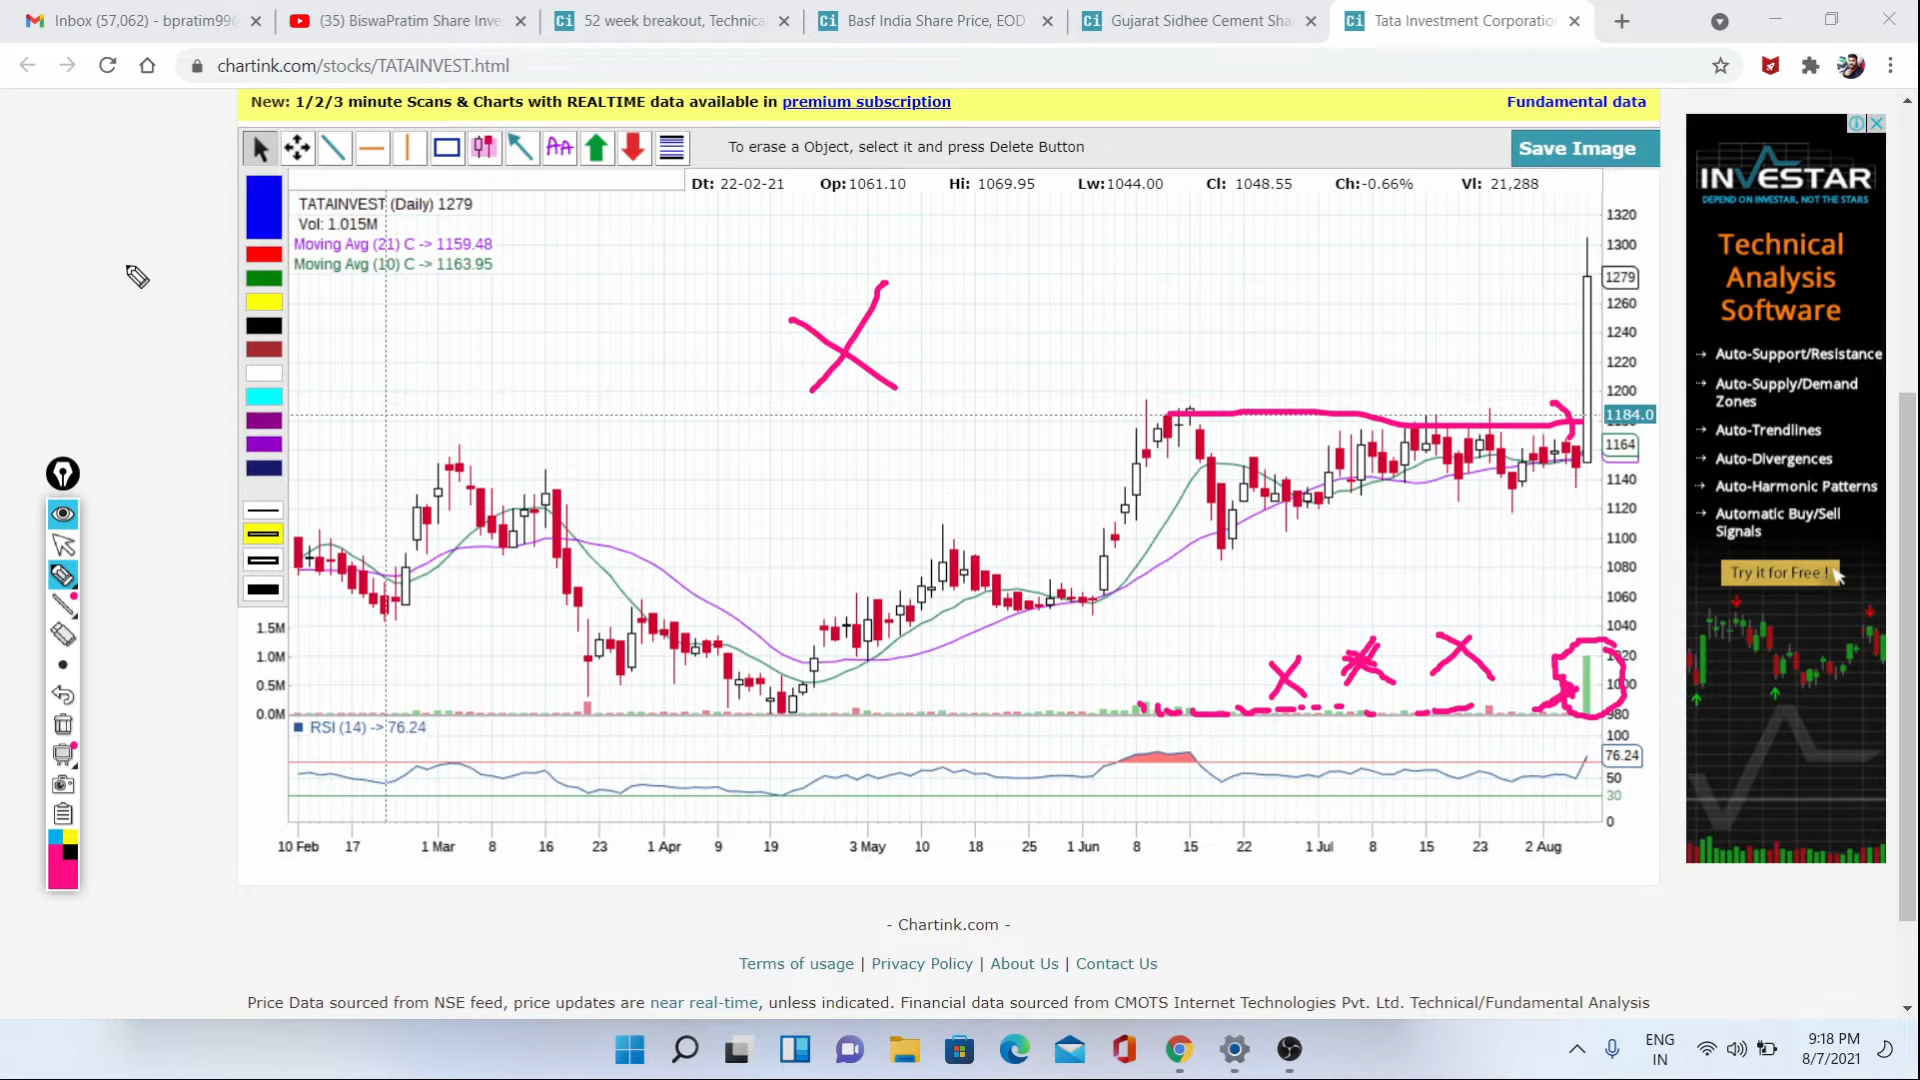 Inbox (57,062) - bpratim99@
(35) BiswaPratim Share Inve
52 week breakout, Technica
Basf India Share Price, EOD
Gujarat Sidhee Cement Sha
Tata Investment Corporatio
chartink.com/stocks/TATAINVEST.html
New: 1/2/3 minute Scans & Charts with REALTIME data available in premium subscription
Fundamental data
To erase a Object, select it and press Delete Button
Save Image
Dt: 22-02-21 Op:1061.10 Hi: 1069.95 Lw:1044.00 Cl: 1048.55 Ch:-0.66% Vl: 21,288
TATAINVEST (Daily) 1279
Vol: 1.015M
Moving Avg (21) C -> 1159.48
Moving Avg (10) C -> 1163.95
1320
1300
1279
1260
1240
1220
1200
1184.0
1164
1140
1120
1100
1080
1060
1040
1000
980
1.5M
1.0M
0.5M
0.0M
RSI (14) -> 76.24
100
76.24
50
30
0
10 Feb 17 1 Mar 8 16 23 1 Apr 9 19 3 May 10 18 25 1 Jun 8 15 22 1 Jul 8 15 23 2 Aug
INVESTAR
DEPEND ON INVESTAR, NOT THE STARS
Technical
Analysis
Software
Auto-Support/Resistance
Auto-Supply/Demand
Zones
Auto-Trendlines
Auto-Divergences
Auto-Harmonic Patterns
Automatic Buy/Sell
Signals
Try it for Free !
- Chartink.com -
Terms of usage | Privacy Policy | About Us | Contact Us
Price Data sourced from NSE feed, price updates are near real-time, unless indicated. Financial data sourced from CMOTS Internet Technologies Pvt. Ltd. Technical/Fundamental Analysis
ENG
IN
9:18 PM
8/7/2021